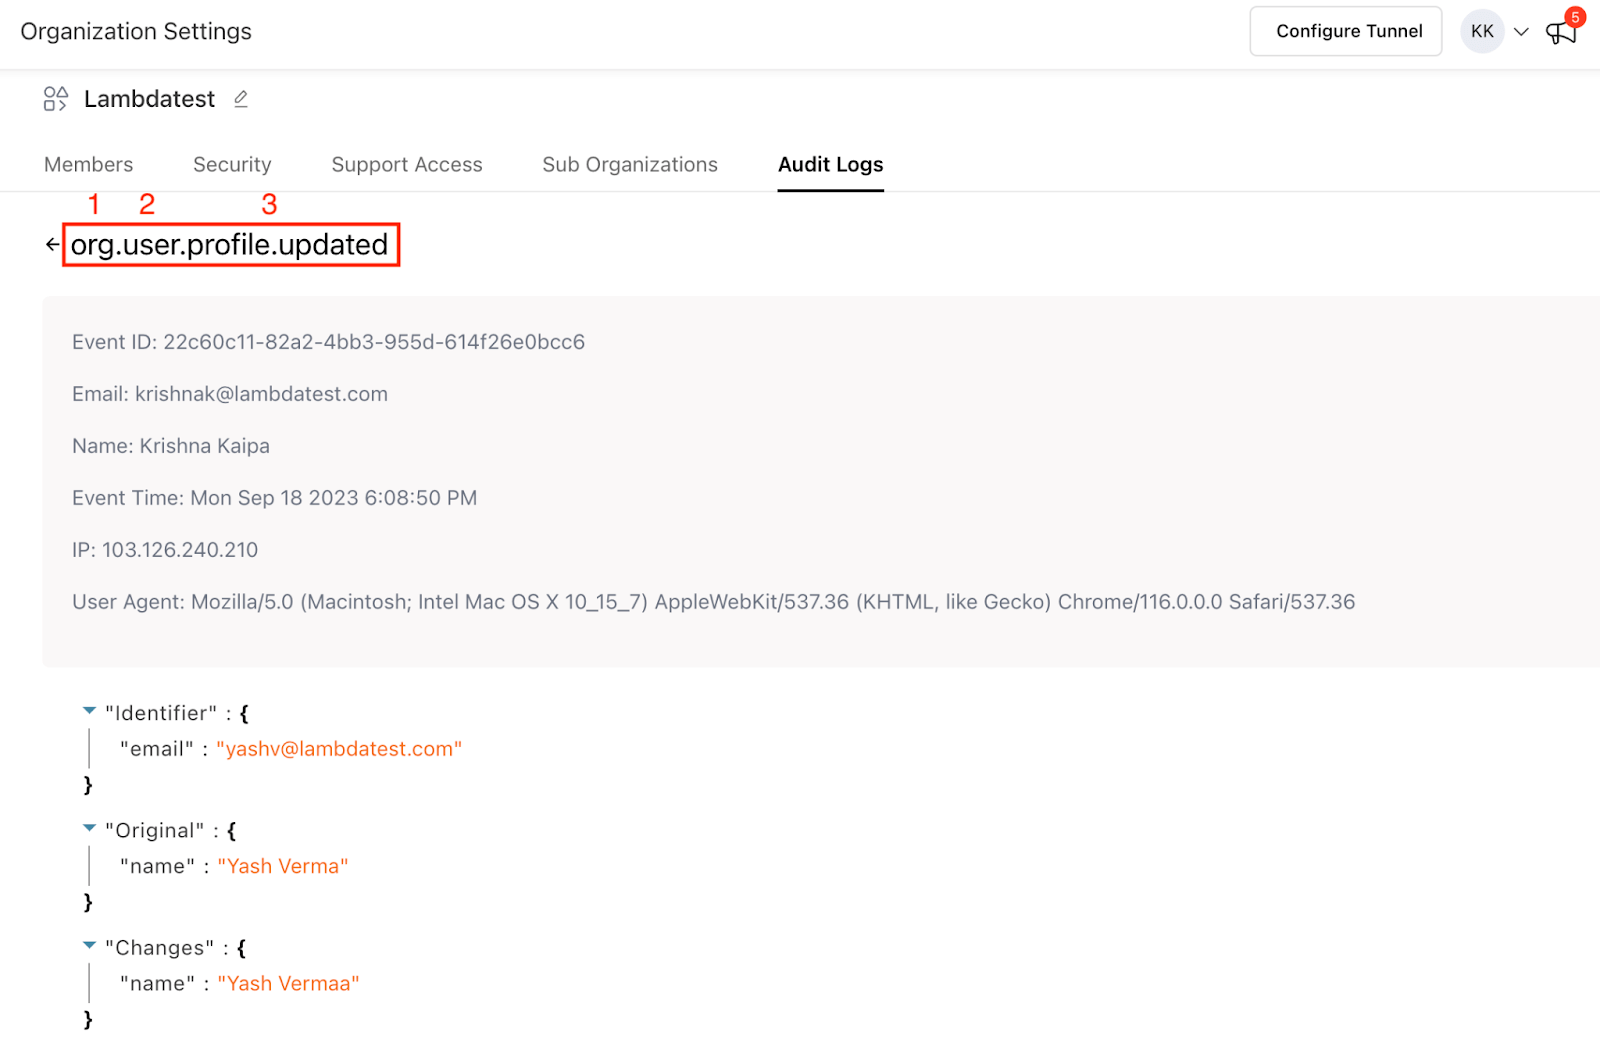 Organization Settings
Configure Tunnel
KK
5
Lambdatest
Members Security Support Access Sub Organizations Audit Logs
1 2 3
org.user.profile.updated
Event ID: 22c60c11-82a2-4bb3-955d-614f26e0bcc6
Email: krishnak@lambdatest.com
Name: Krishna Kaipa
Event Time: Mon Sep 18 2023 6:08:50 PM
IP: 103.126.240.210
User Agent: Mozilla/5.0 (Macintosh; Intel Mac OS X 10_15_7) AppleWebKit/537.36 (KHTML, like Gecko) Chrome/116.0.0.0 Safari/537.36
"Identifier" : {
"email" : "yashv@lambdatest.com"
}
"Original" : {
"name" : "Yash Verma"
}
"Changes" : {
"name" : "Yash Vermaa"
}